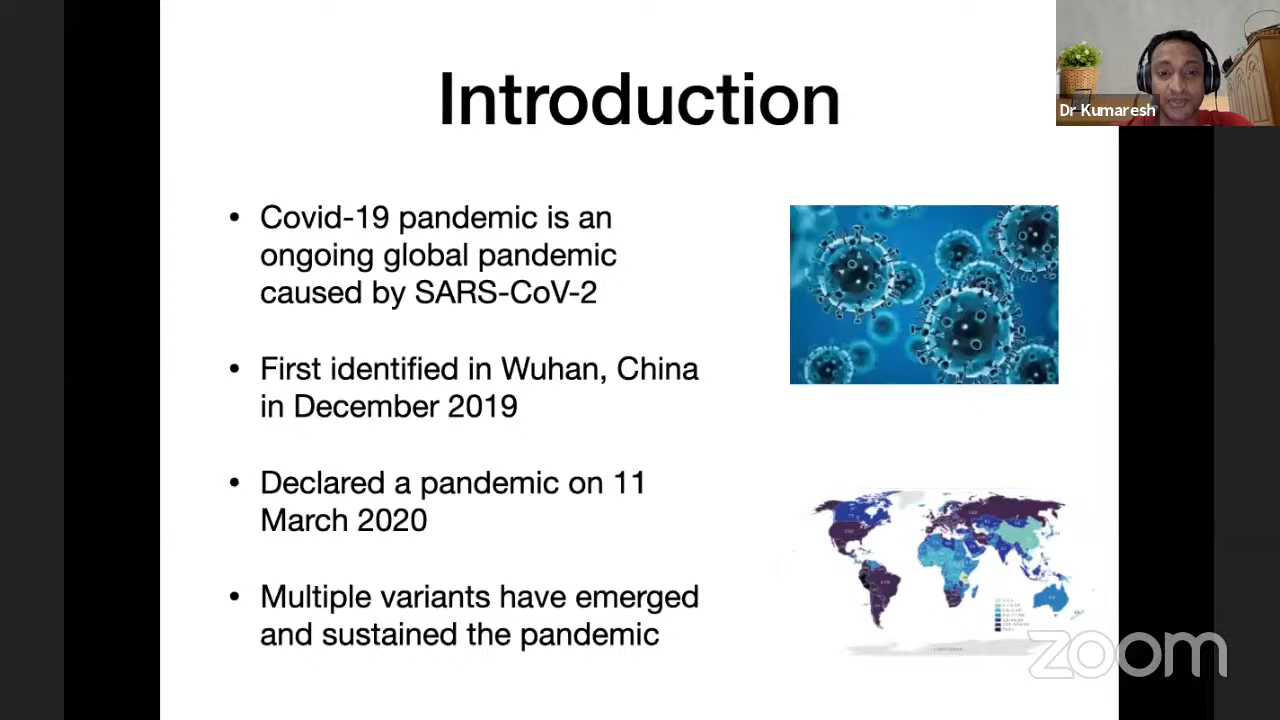 Introduction
Dr Kumaresh
• Covid-19 pandemic is an
ongoing global pandemic
caused by SARS-CoV-2
• First identified in Wuhan, China
in December 2019
• Declared a pandemic on 11
March 2020
• Multiple variants have emerged
and sustained the pandemic
zoom